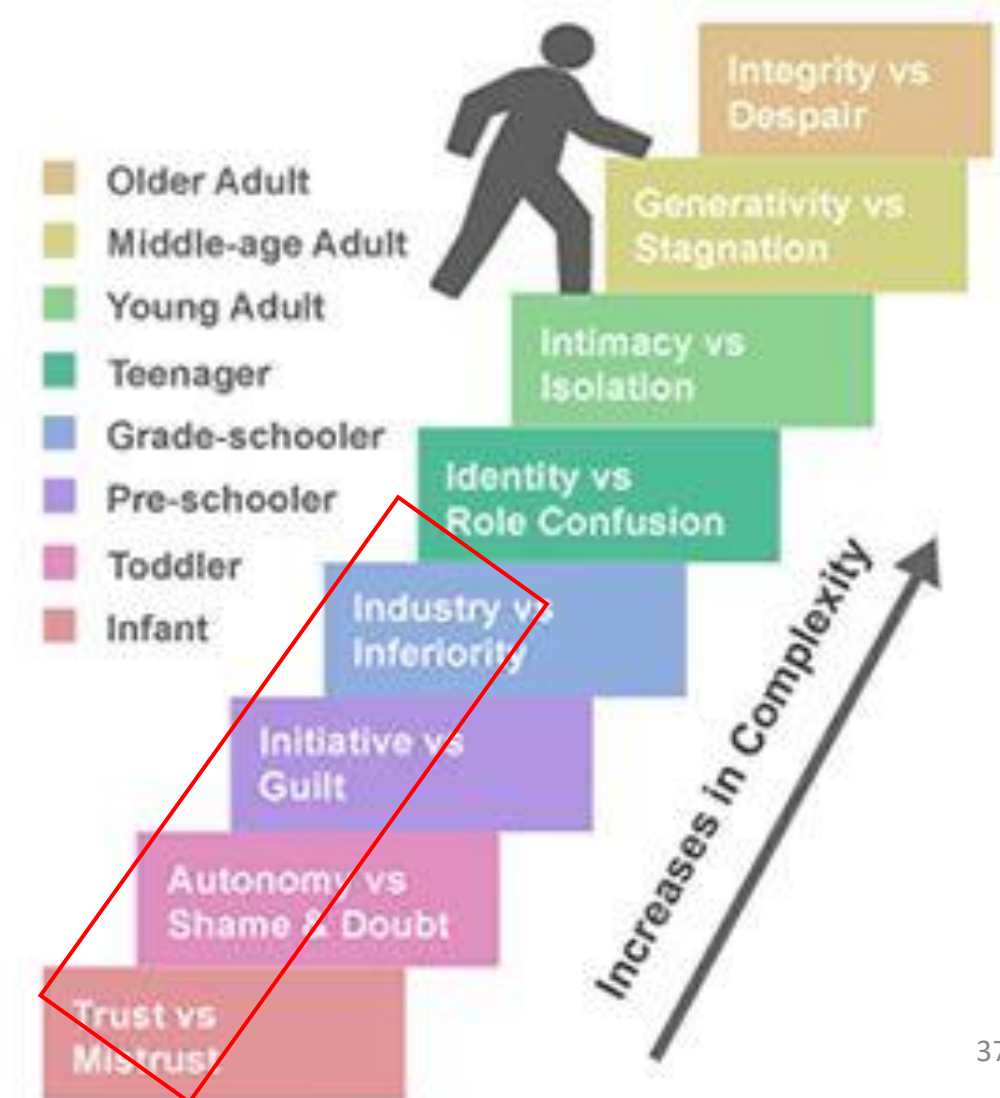 Integrity vs
Despair
Generativity vs
Stagnation
Intimacy vs
Isolation
Identity vs
Role Confusion
Industry vs
Inferiority
Initiative vs
Guilt
Autonomy vs
Shame & Doubt
Trust vs
Mistrust
Older Adult
Middle-age Adult
Young Adult
Teenager
Grade-schooler
Pre-schooler
Toddler
Infant
Increases in Complexity
37